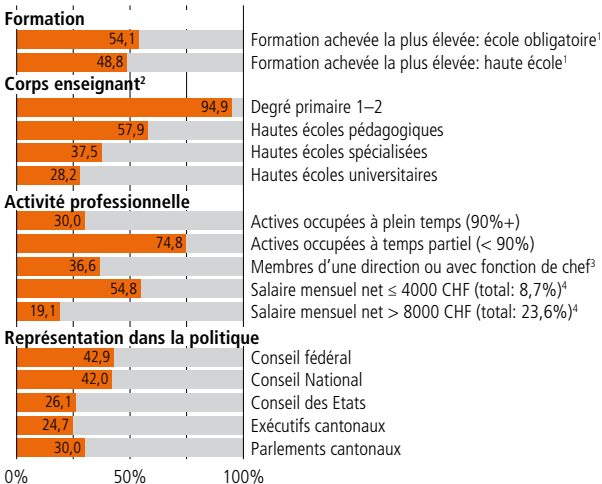 Formation
54,1 Formation achevée la plus élevée: école obligatoire¹
48,8 Formation achevée la plus élevée: haute école¹
Corps enseignant²
94,9 Degré primaire 1–2
57,9 Hautes écoles pédagogiques
37,5 Hautes écoles spécialisées
28,2 Hautes écoles universitaires
Activité professionnelle
30,0 Actives occupées à plein temps (90%+)
74,8 Actives occupées à temps partiel (< 90%)
36,6 Membres d’une direction ou avec fonction de chef³
54,8 Salaire mensuel net ≤ 4000 CHF (total: 8,7%)⁴
19,1 Salaire mensuel net > 8000 CHF (total: 23,6%)⁴
Représentation dans la politique
42,9 Conseil fédéral
42,0 Conseil National
26,1 Conseil des Etats
24,7 Exécutifs cantonaux
30,0 Parlements cantonaux
0% 50% 100%